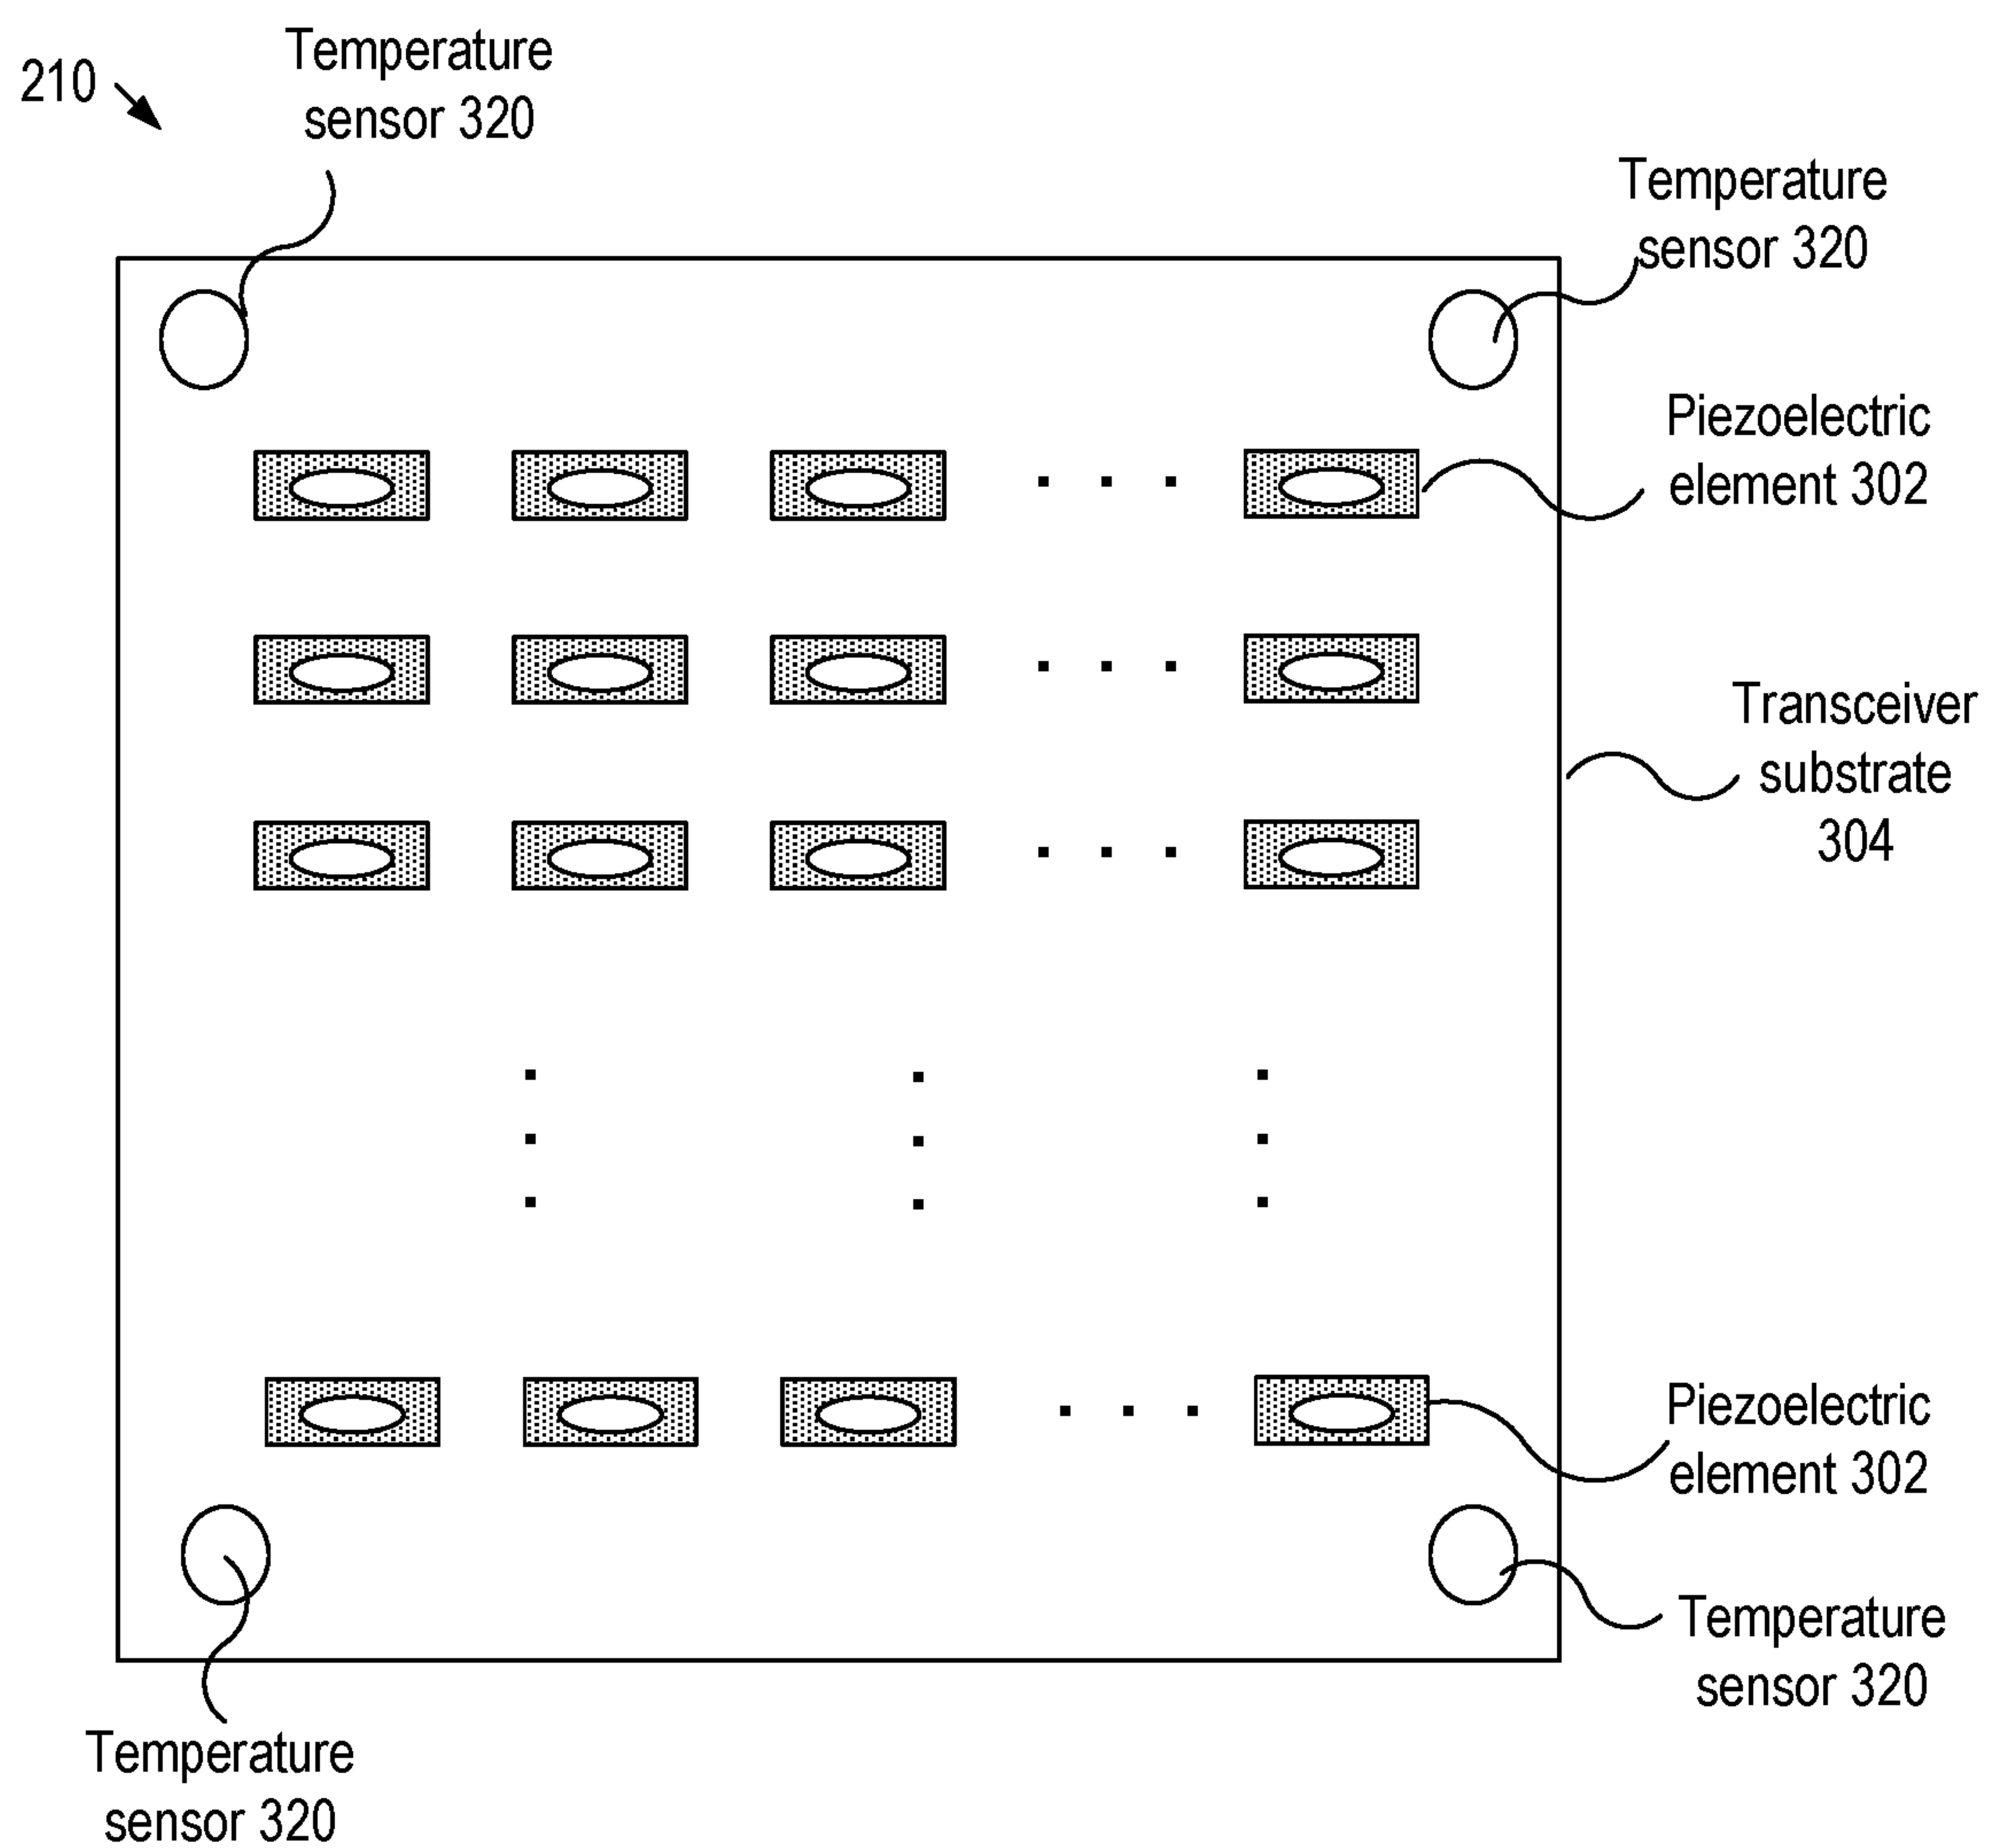 210
Temperature
sensor 320
Temperature
sensor 320
Piezoelectric
element 302
Transceiver
substrate
304
Piezoelectric
element 302
Temperature
sensor 320
Temperature
sensor 320